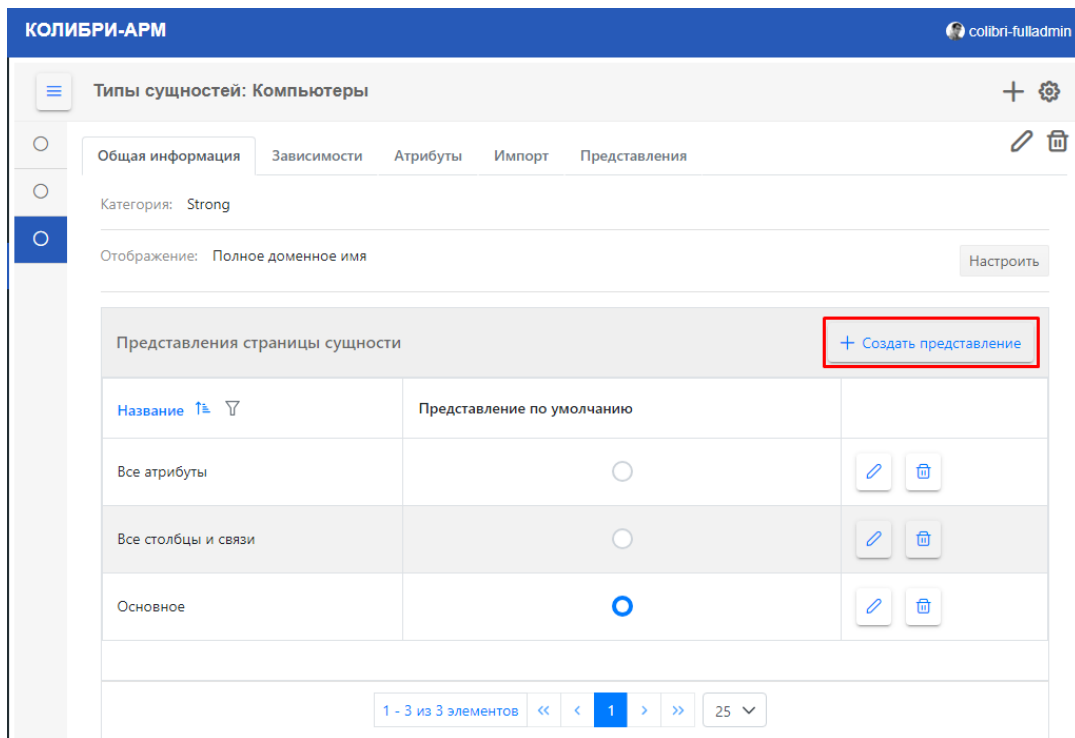 КОЛИБРИ-АРМ colibri-fulladmin
Типы сущностей: Компьютеры
Общая информация Зависимости Атрибуты Импорт Представления
Категория: Strong
Отображение: Полное доменное имя Настроить
Представления страницы сущности + Создать представление
Название Представление по умолчанию
Все атрибуты
Все столбцы и связи
Основное
1 - 3 из 3 элементов << < 1 > >> 25